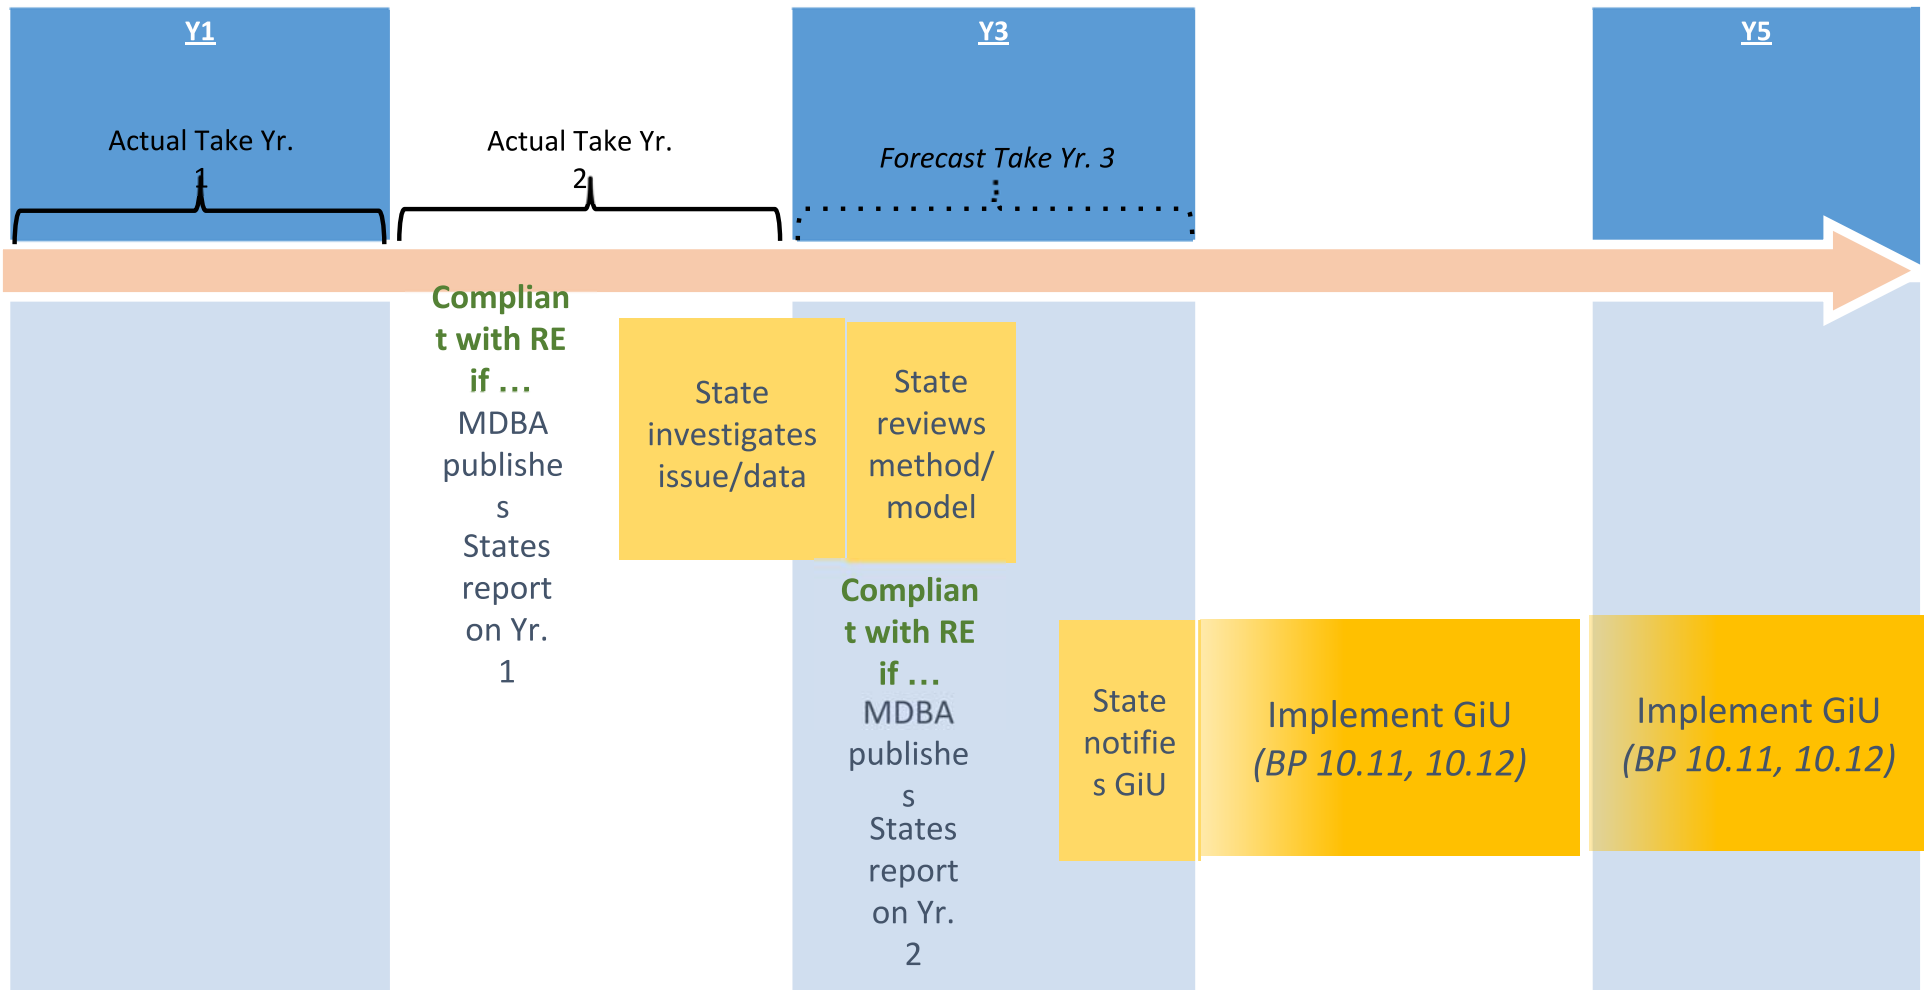 Y1
Y3
Y5
Actual Take Yr.
1
Actual Take Yr.
2
Forecast Take Yr. 3
Complian
t with RE
if ...
MDBA
publishe
s
States
report
on Yr.
1
State
investigates
issue/data
State
reviews
method/
model
Complian
t with RE
if ...
MDBA
publishe
s
States
report
on Yr.
2
State
notifie
s GiU
Implement GiU
(BP 10.11, 10.12)
Implement GiU
(BP 10.11, 10.12)